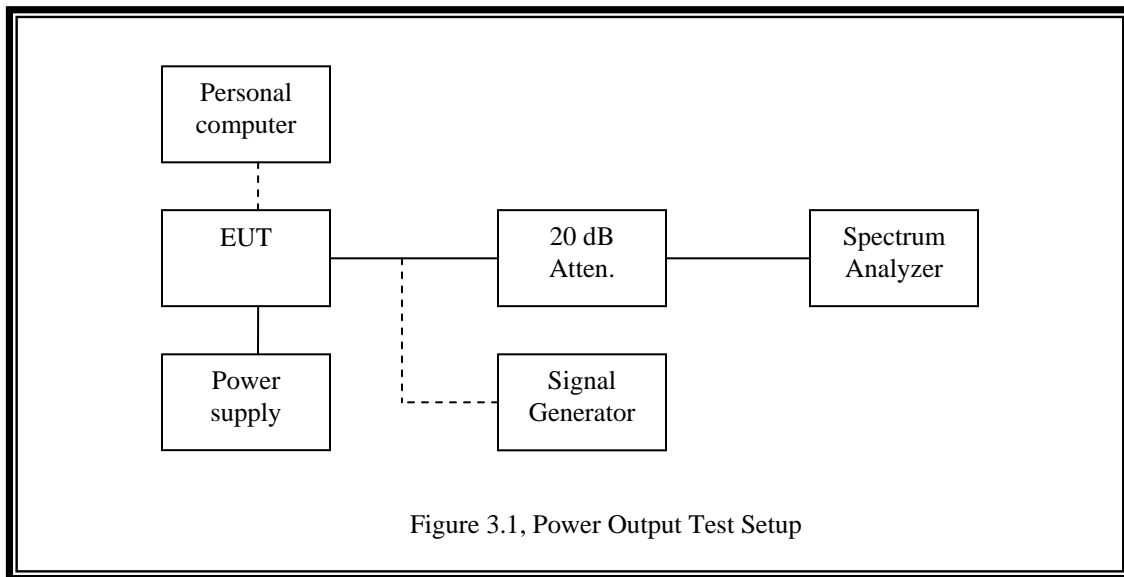 Personal
computer
EUT
20 dB
Atten.
Spectrum
Analyzer
Power
supply
Signal
Generator
Figure 3.1, Power Output Test Setup